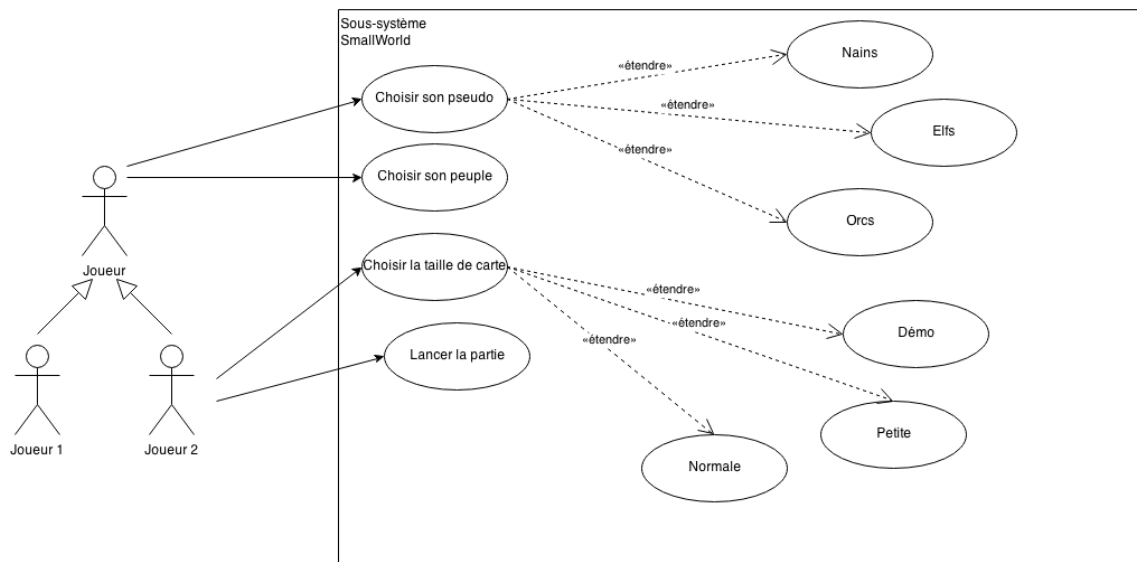 Sous-système
SmallWorld
Nains
«étendre»
Choisir son pseudo
«étendre»
Elfs
«étendre»
Choisir son peuple
Orcs
Joueur
Choisir la taille de carte
«étendre»
«étendre»
Démo
«étendre»
Lancer la partie
Joueur 1
Joueur 2
Petite
Normale